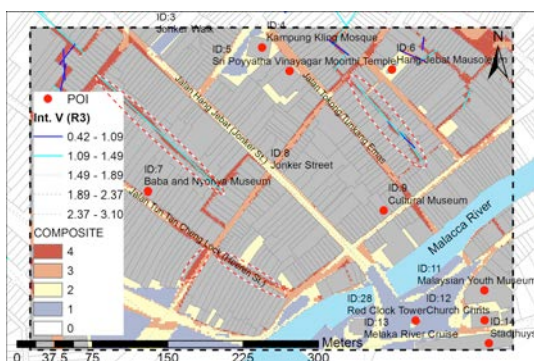 ID:3
Jonker Walk
ID:4
Kampung Kling Mosque
ID:5
Sri Poyyatha Vinayagar Moorthi Temple
ID:6
Hang Jebat Mausoleum
N
Jalan Hang Jebat (Jonker St.)
Jalan Tokong/Tukang Emas
POI
Int. V (R3)
0.42 - 1.09
1.09 - 1.49
1.49 - 1.89
1.89 - 2.37
2.37 - 3.10
COMPOSITE
4
3
2
1
0
ID:7
Baba and Nyonya Museum
ID:8
Jonker Street
ID:9
Cultural Museum
Jalan Tun Tan Cheng Lock (Heeren St.)
Malacca River
ID:11
Malaysian Youth Museum
ID:28
ID:12
Red Clock Tower
Church
ID:13
Melaka River Cruise
ID:14
Stadhuys
0
37.5
75
150
225
300
Meters